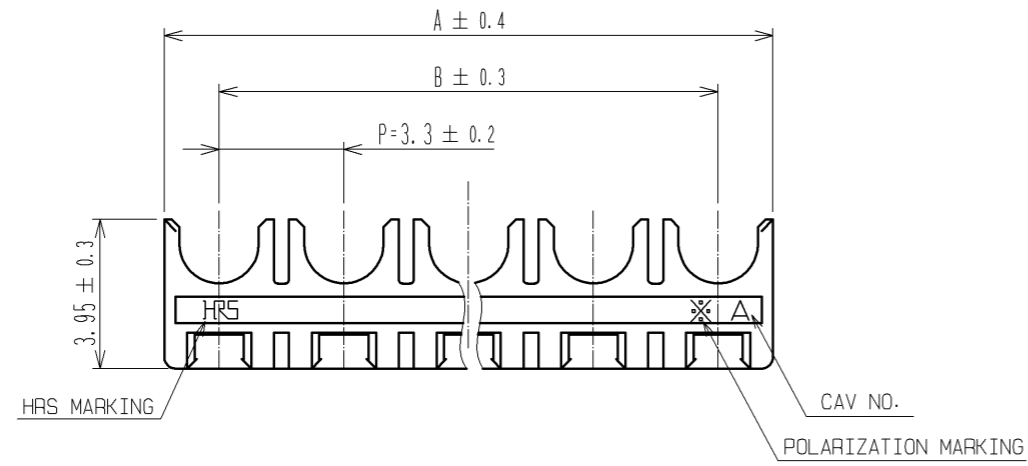 A ± 0.4
B ± 0.3
P=3.3 ± 0.2
3.95 ± 0.3
HRS
※ A
HRS MARKING
CAV NO.
POLARIZATION MARKING